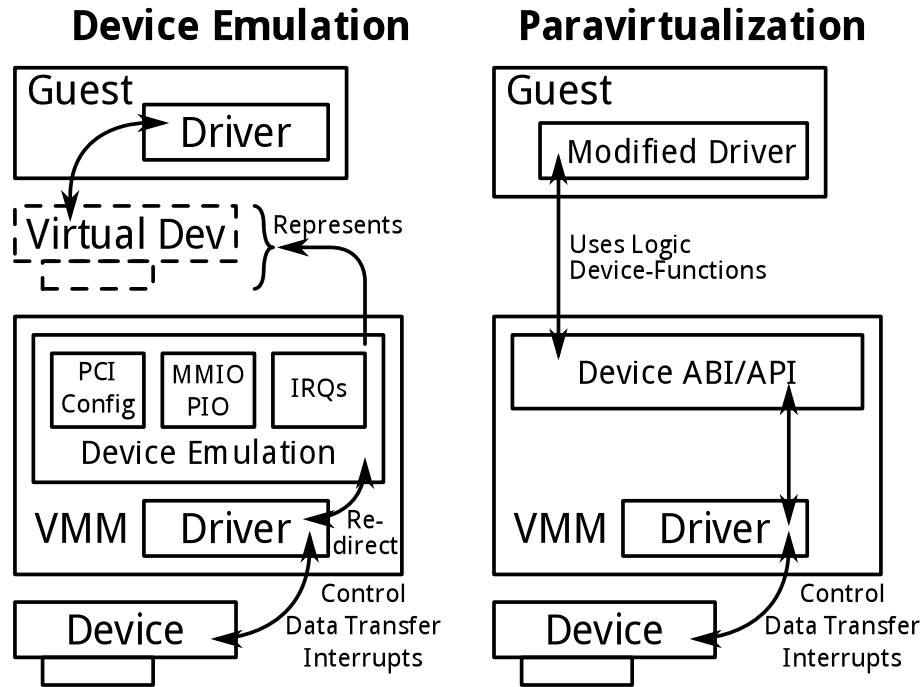 Device Emulation
Guest
Driver
Virtual Dev
Represents
PCI
Config
MMIO
PIO
IRQs
Device Emulation
VMM
Driver
Re-
direct
Control
Data Transfer
Interrupts
Device
Paravirtualization
Guest
Modified Driver
Uses Logic
Device-Functions
Device ABI/API
VMM
Driver
Control
Data Transfer
Interrupts
Device